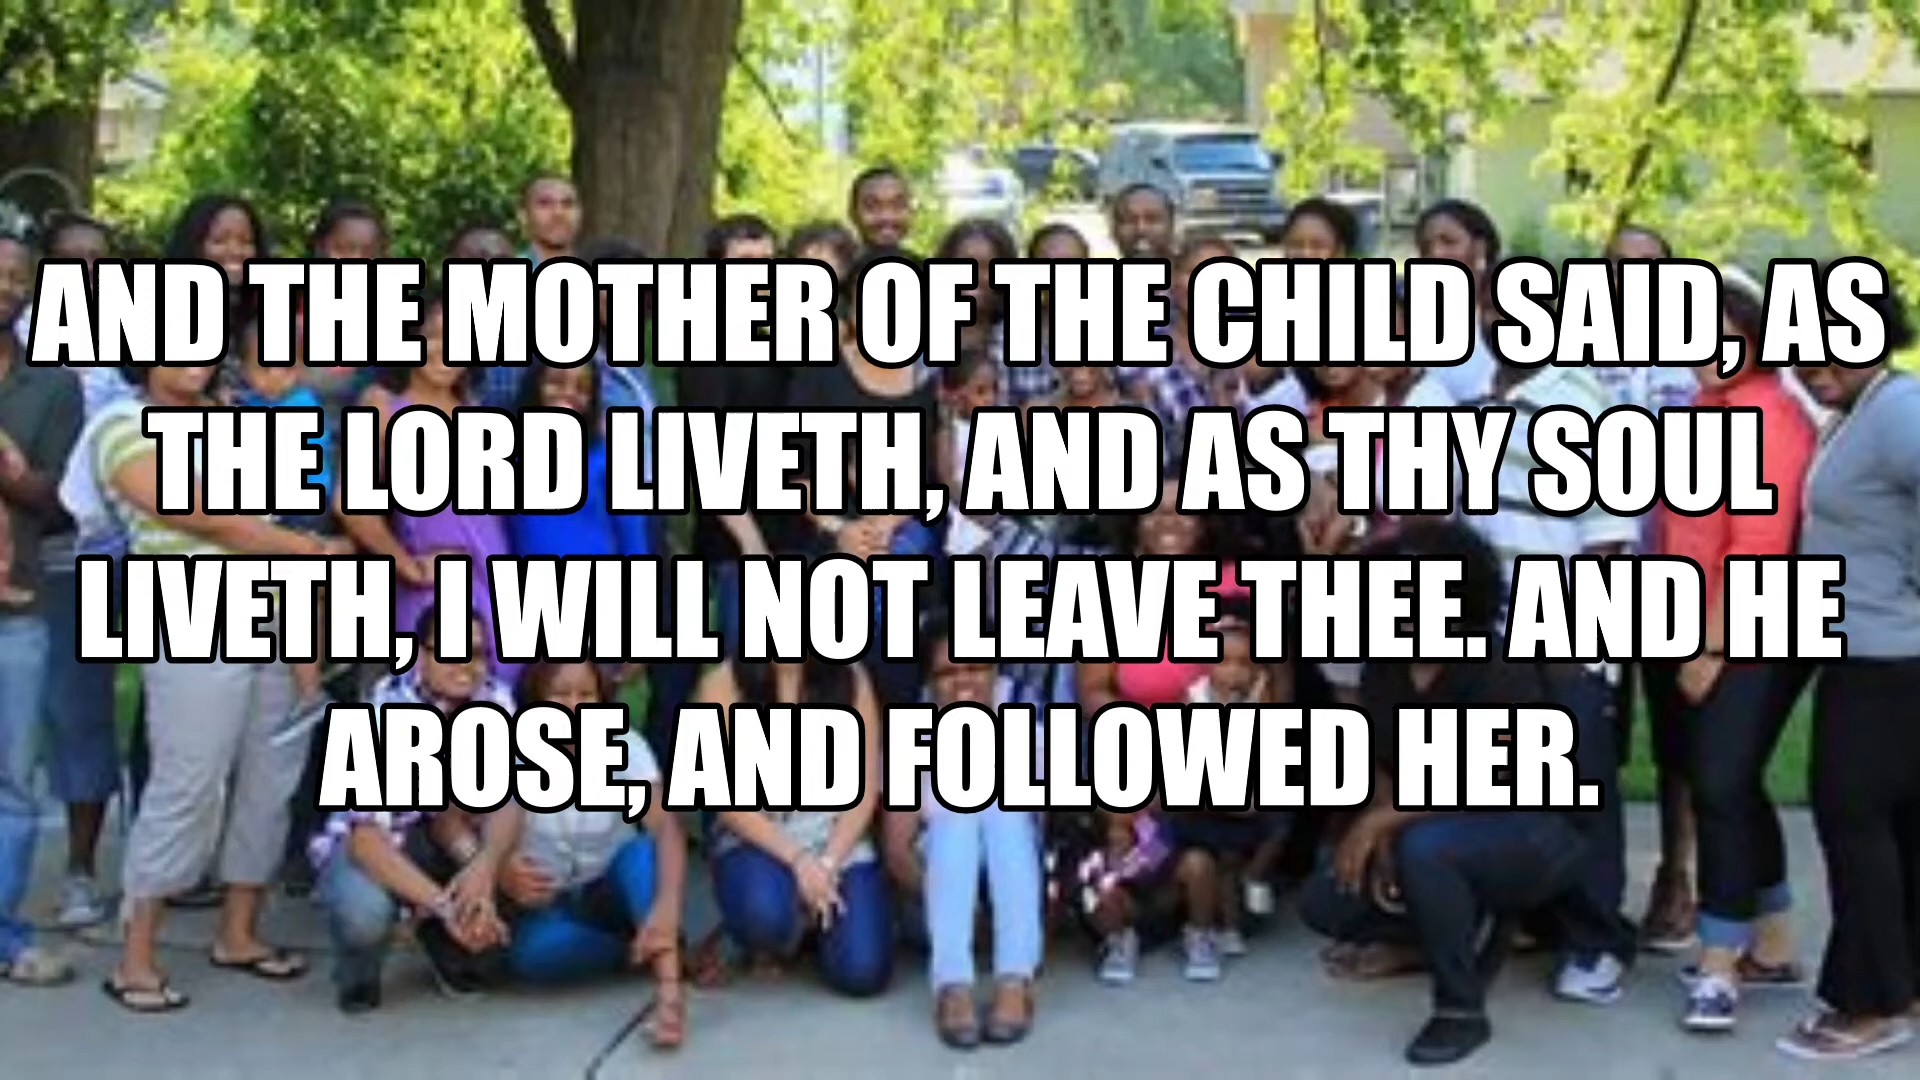 AND THE MOTHER OF THE CHILD SAID, AS
THE LORD LIVETH, AND AS THY SOUL
LIVETH, I WILL NOT LEAVE THEE. AND HE
AROSE, AND FOLLOWED HER.